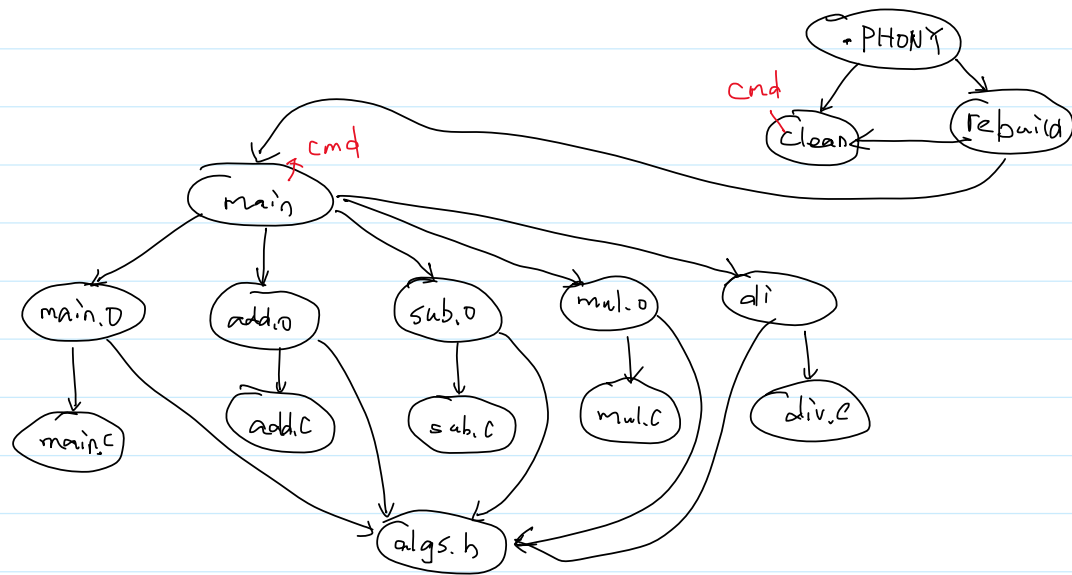 .PHONY
cmd
clean
rebuild
cmd
main
main.o
add.o
sub.o
mul.o
di
main.c
add.c
sub.c
mul.c
div.c
algs.h